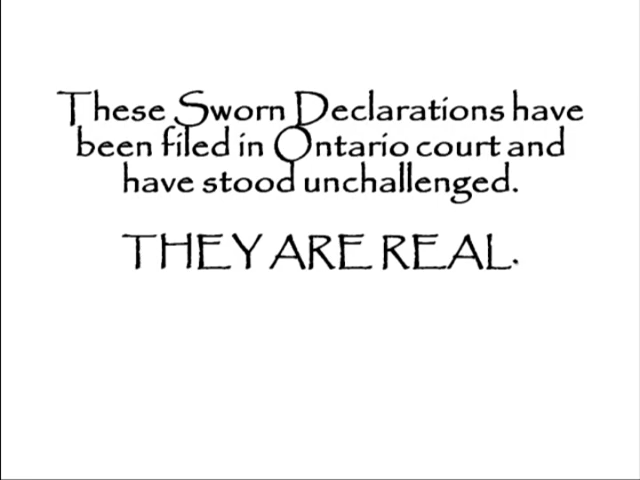 These Sworn Declarations have
been filed in Ontario court and
have stood unchallenged.
THEY ARE REAL.